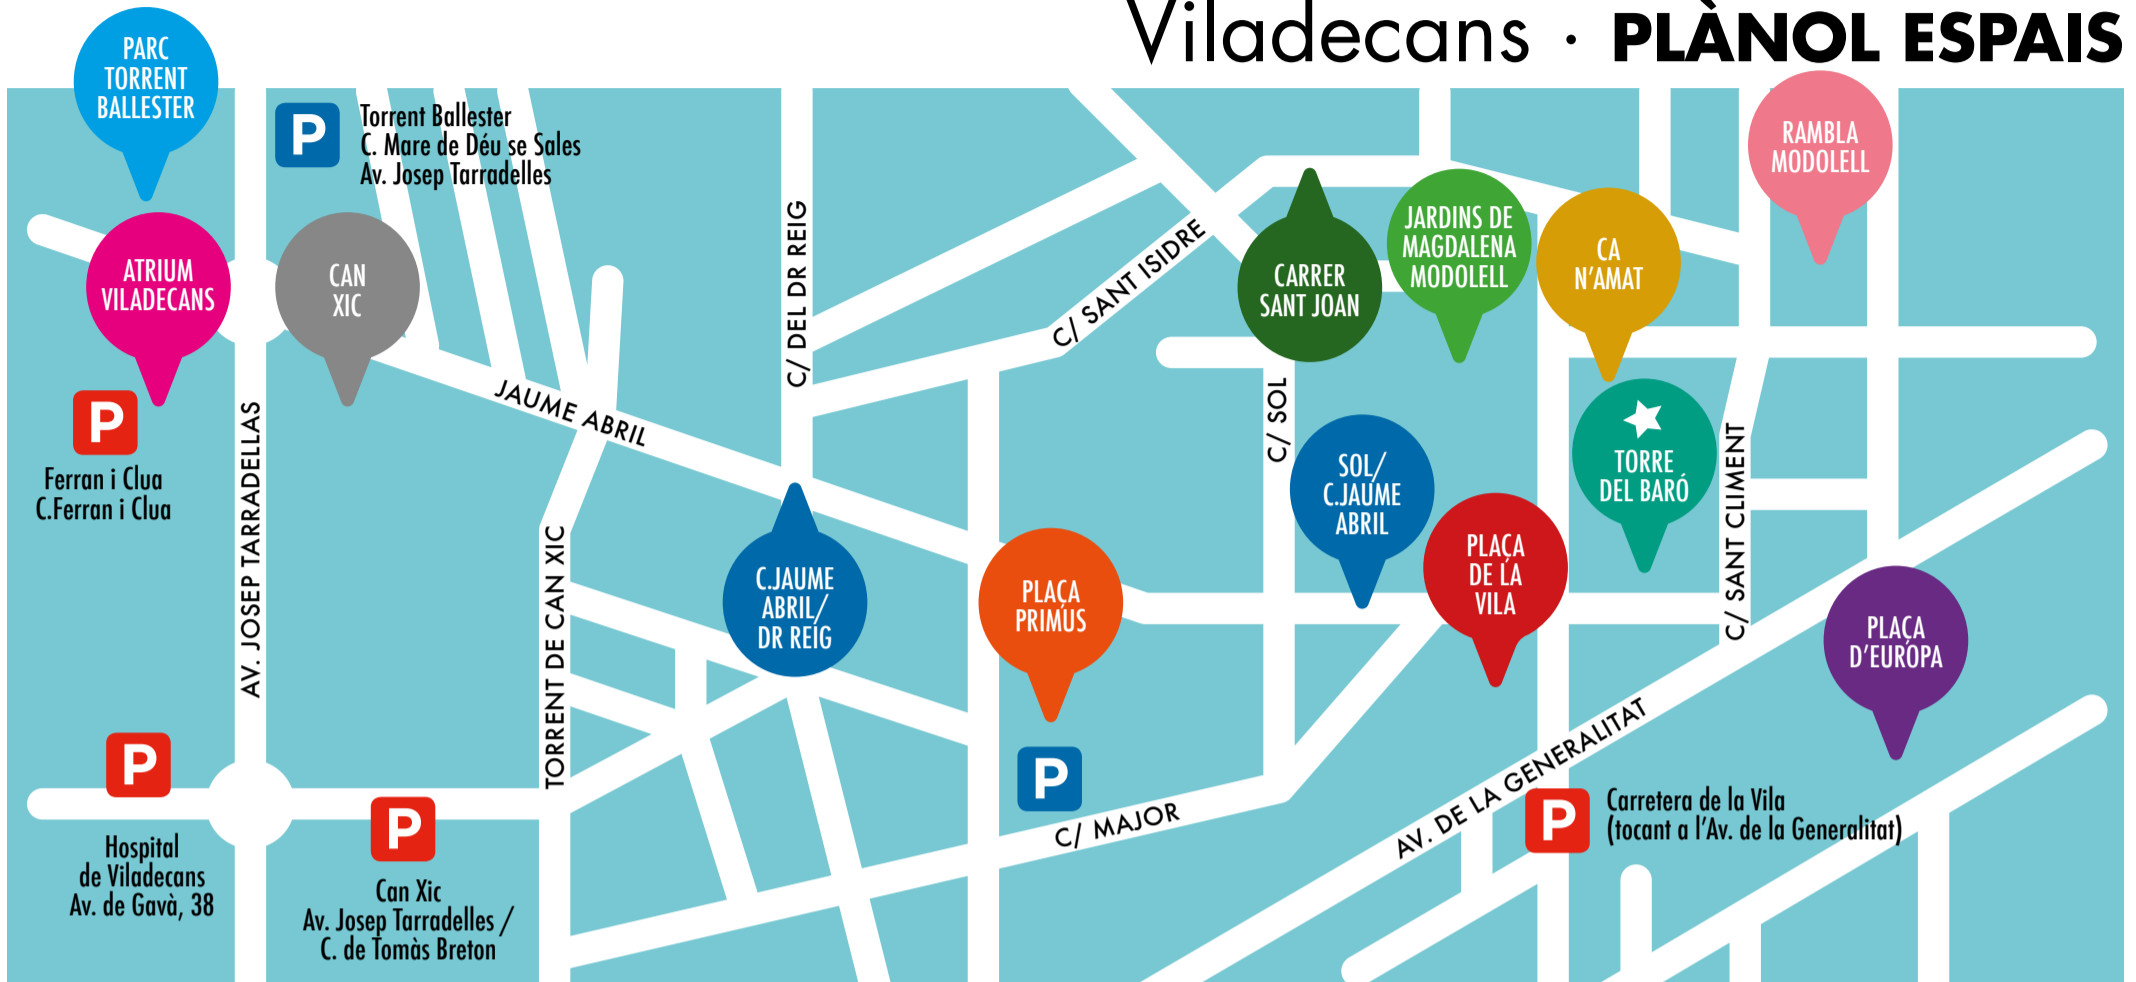 Viladecans · PLÀNOL ESPAIS
PARC
TORRENT
BALLESTER
P
Torrent Ballester
C. Mare de Déu se Sales
Av. Josep Tarradelles
RAMBLA
MODOLELL
ATRIUM
VILADECANS
CAN
XIC
C/ DEL DR REIG
C/ SANT ISIDRE
CARRER
SANT JOAN
JARDINS DE
MAGDALENA
MODOLELL
CA
N'AMAT
P
Ferran i Clua
C.Ferran i Clua
AV. JOSEP TARRADELLAS
JAUME ABRIL
C/ SOL
SOL/
C.JAUME
ABRIL
TORRE
DEL BARÓ
C/ SANT CLIMENT
PLAÇA
DE LA
VILA
TORRENT DE CAN XIC
C.JAUME
ABRIL/
DR REIG
PLAÇA
PRIMUS
PLAÇA
D'EUROPA
P
Hospital
de Viladecans
Av. de Gavà, 38
P
Can Xic
Av. Josep Tarradelles /
C. de Tomàs Breton
P
C/ MAJOR
AV. DE LA GENERALITAT
P
Carretera de la Vila
(tocant a l'Av. de la Generalitat)